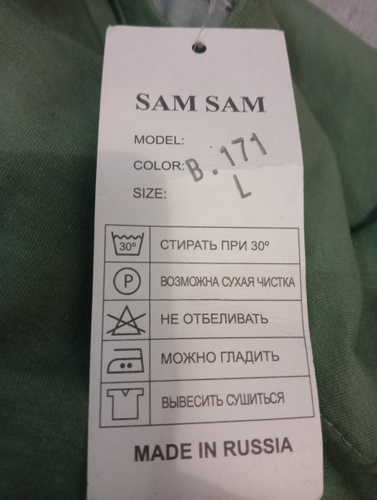 SAM SAM
MODEL:
COLOR: B.171
SIZE: L
30° СТИРАТЬ ПРИ 30°
P ВОЗМОЖНА СУХАЯ ЧИСТКА
НЕ ОТБЕЛИВАТЬ
МОЖНО ГЛАДИТЬ
ВЫВЕСИТЬ СУШИТЬСЯ
MADE IN RUSSIA